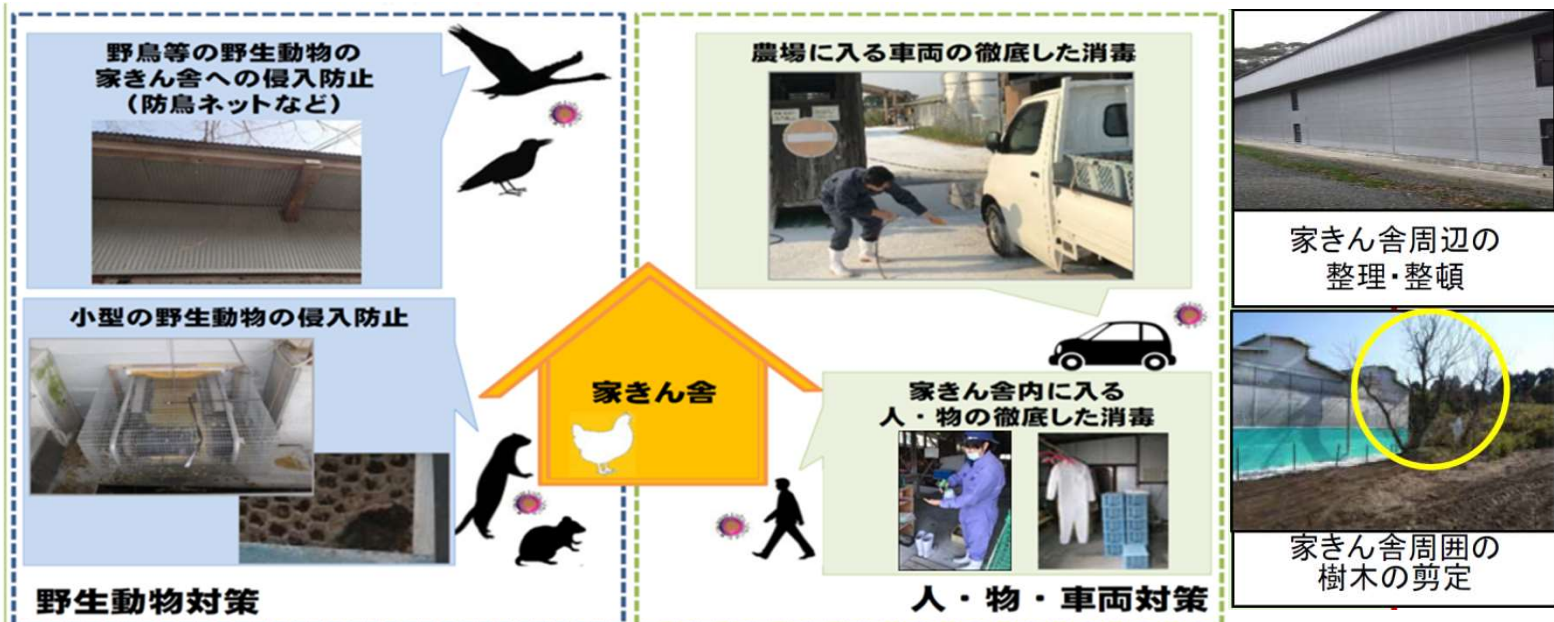 野鳥等の野生動物の
家きん舎への侵入防止
（防鳥ネットなど）
小型の野生動物の侵入防止
野生動物対策
家きん舎
農場に入る車両の徹底した消毒
家きん舎内に入る
人・物の徹底した消毒
人・物・車両対策
家きん舎周辺の
整理・整頓
家きん舎周囲の
樹木の剪定